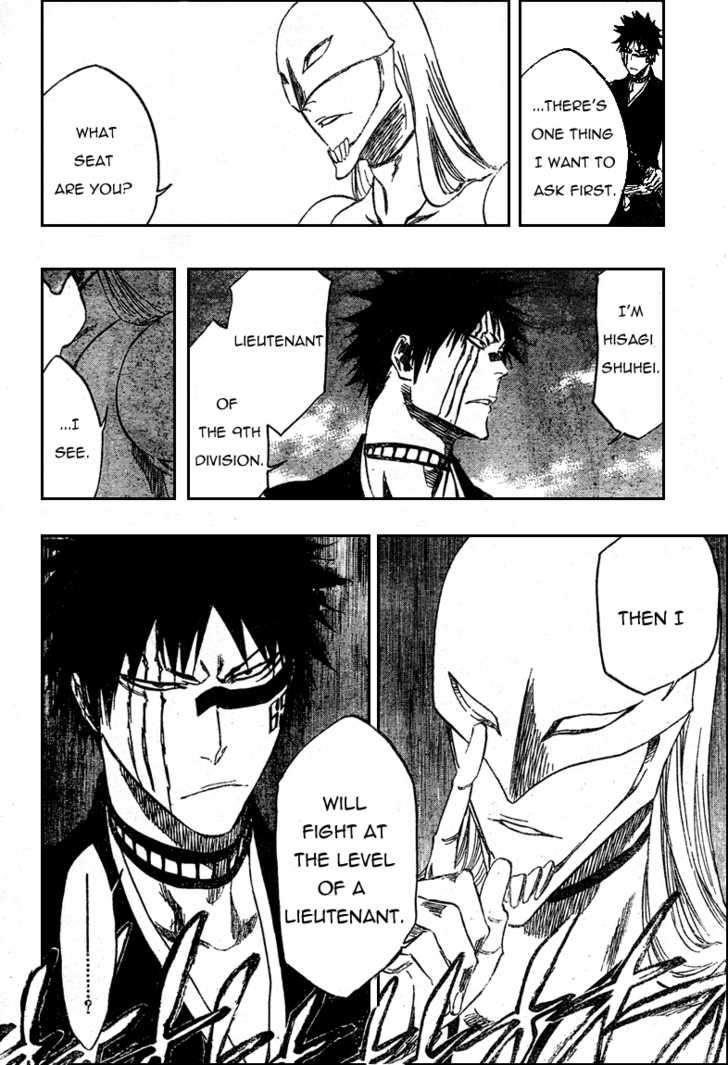 ...THERE'S
ONE THING
I WANT TO
ASK FIRST.
WHAT
SEAT
ARE YOU?
I'M
HISAGI
SHUHEI.
LIEUTENANT
OF
THE 9TH
DIVISION.
...I
SEE.
THEN I
WILL
FIGHT AT
THE LEVEL
OF A
LIEUTENANT.
69
..........?